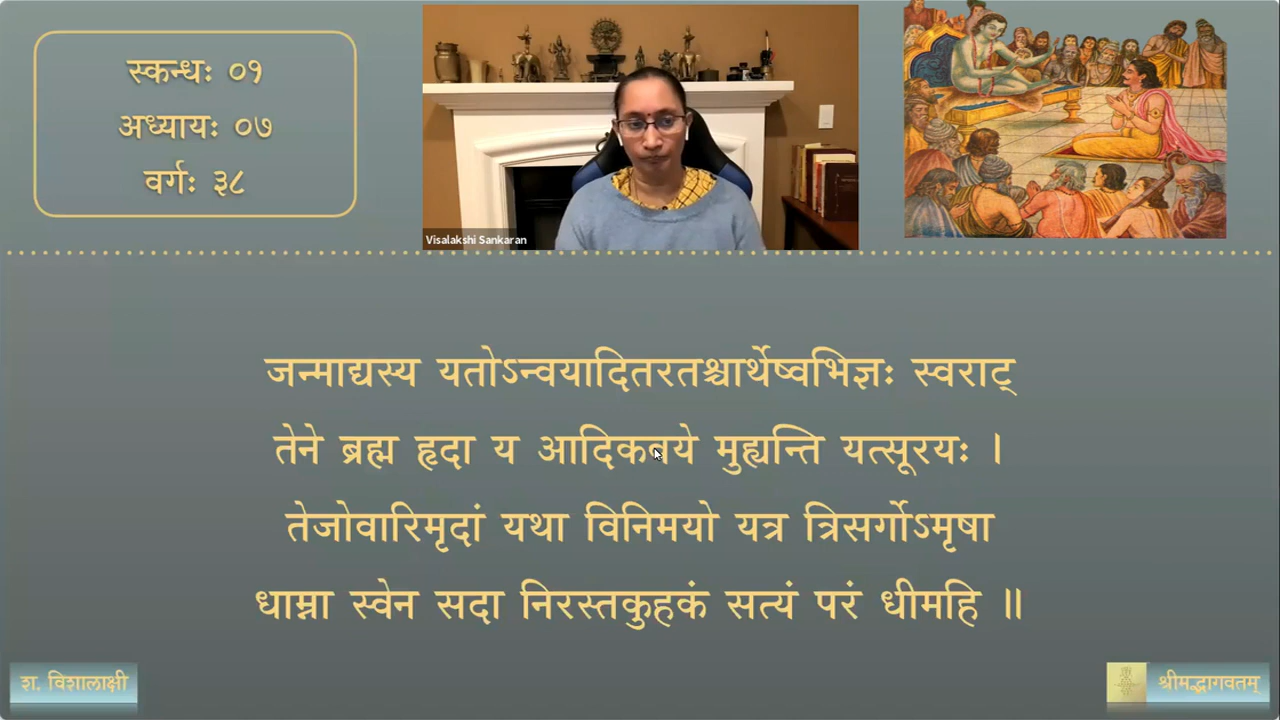 स्कन्धः ०१
अध्यायः ०७
वर्गः ३८
Visalakshi Sankaran
जन्माद्यस्य यतोऽन्वयादितरतश्चार्थेष्वभिज्ञः स्वराट्
तेने ब्रह्म हृदा य आदिकवये मुह्यन्ति यत्सूरयः ।
तेजोवारिमृदां यथा विनिमयो यत्र त्रिसर्गोऽमृषा
धाम्ना स्वेन सदा निरस्तकुहकं सत्यं परं धीमहि ॥
श. विशालाक्षी
श्रीमद्भागवतम्